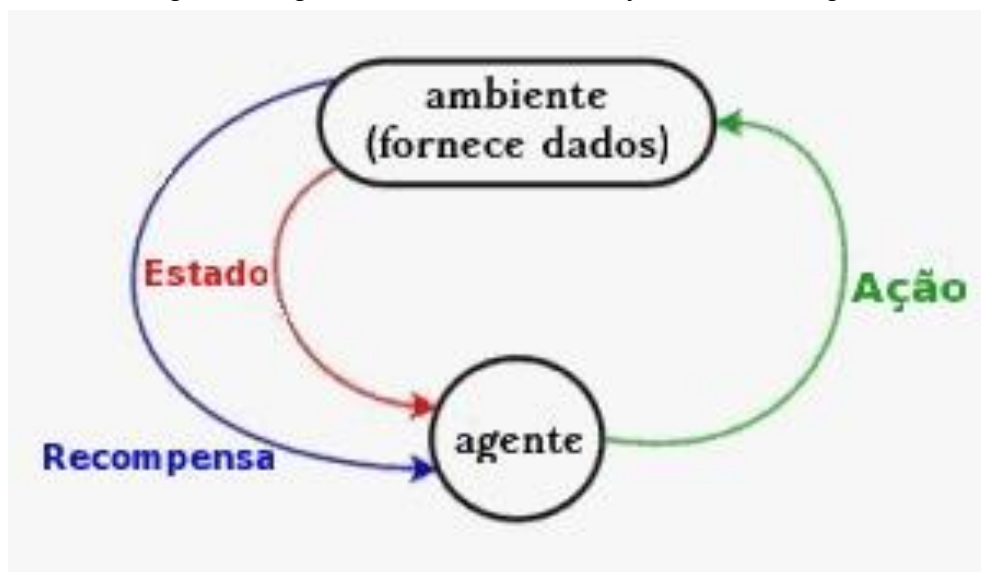 ambiente
(fornece dados)
Estado
Ação
Recompensa
agente